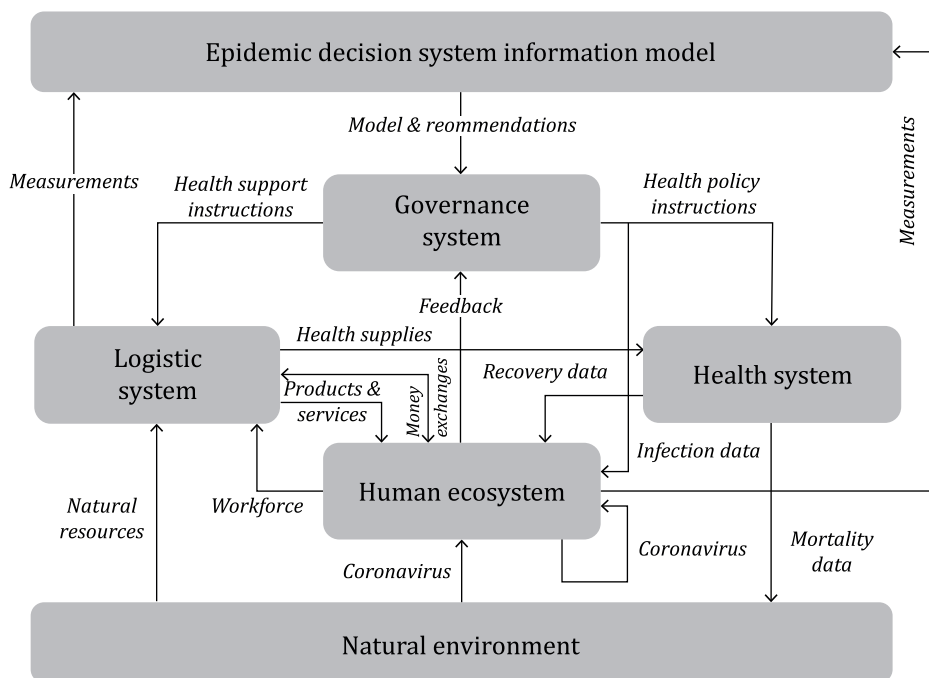 Epidemic decision system information model
Model & reommendations
Measurements
Measurements
Health support
instructions
Governance
system
Health policy
instructions
Feedback
Health supplies
Logistic
system
Health system
Recovery data
Products &
services
Money
exchanges
Infection data
Human ecosystem
Workforce
Natural
resources
Coronavirus
Coronavirus
Mortality
data
Natural environment